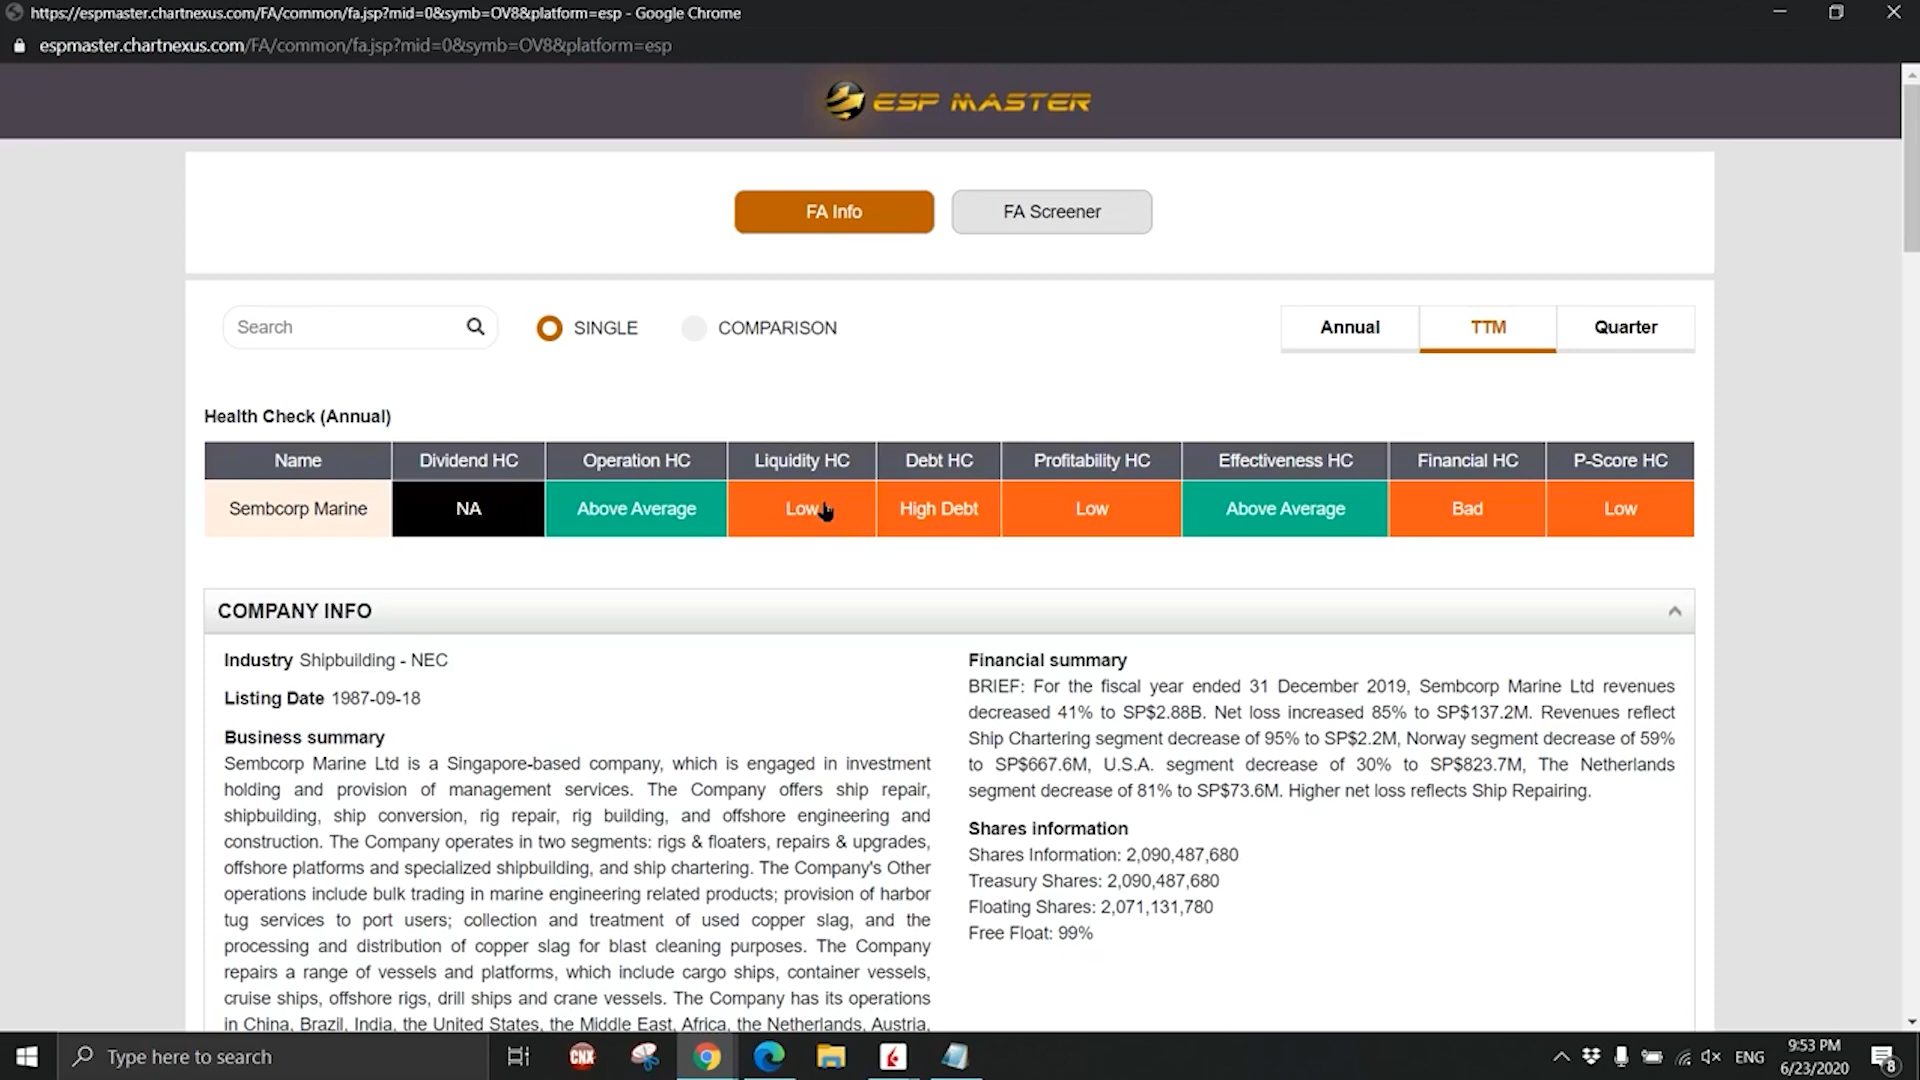 https://espmaster.chartnexus.com/FA/common/fa.jsp?mid=0&symb=OV8&platform=esp - Google Chrome
espmaster.chartnexus.com/FA/common/fa.jsp?mid=0&symb=OV8&platform=esp
ESP MASTER
FA Info
FA Screener
Search
SINGLE
COMPARISON
Annual
TTM
Quarter
Health Check (Annual)
Name Dividend HC Operation HC Liquidity HC Debt HC Profitability HC Effectiveness HC Financial HC P-Score HC
Sembcorp Marine NA Above Average Low High Debt Low Above Average Bad Low
COMPANY INFO
Industry Shipbuilding - NEC
Listing Date 1987-09-18
Business summary
Sembcorp Marine Ltd is a Singapore-based company, which is engaged in investment
holding and provision of management services. The Company offers ship repair,
shipbuilding, ship conversion, rig repair, rig building, and offshore engineering and
construction. The Company operates in two segments: rigs & floaters, repairs & upgrades,
offshore platforms and specialized shipbuilding, and ship chartering. The Company's Other
operations include bulk trading in marine engineering related products; provision of harbor
tug services to port users; collection and treatment of used copper slag, and the
processing and distribution of copper slag for blast cleaning purposes. The Company
repairs a range of vessels and platforms, which include cargo ships, container vessels,
cruise ships, offshore rigs, drill ships and crane vessels. The Company has its operations
in China, Brazil, India, the United States, the Middle East, Africa, the Netherlands, Austria,
Financial summary
BRIEF: For the fiscal year ended 31 December 2019, Sembcorp Marine Ltd revenues
decreased 41% to SP$2.88B. Net loss increased 85% to SP$137.2M. Revenues reflect
Ship Chartering segment decrease of 95% to SP$2.2M, Norway segment decrease of 59%
to SP$667.6M, U.S.A. segment decrease of 30% to SP$823.7M, The Netherlands
segment decrease of 81% to SP$73.6M. Higher net loss reflects Ship Repairing.
Shares information
Shares Information: 2,090,487,680
Treasury Shares: 2,090,487,680
Floating Shares: 2,071,131,780
Free Float: 99%
Type here to search
CNX
ENG
9:53 PM
6/23/2020
8